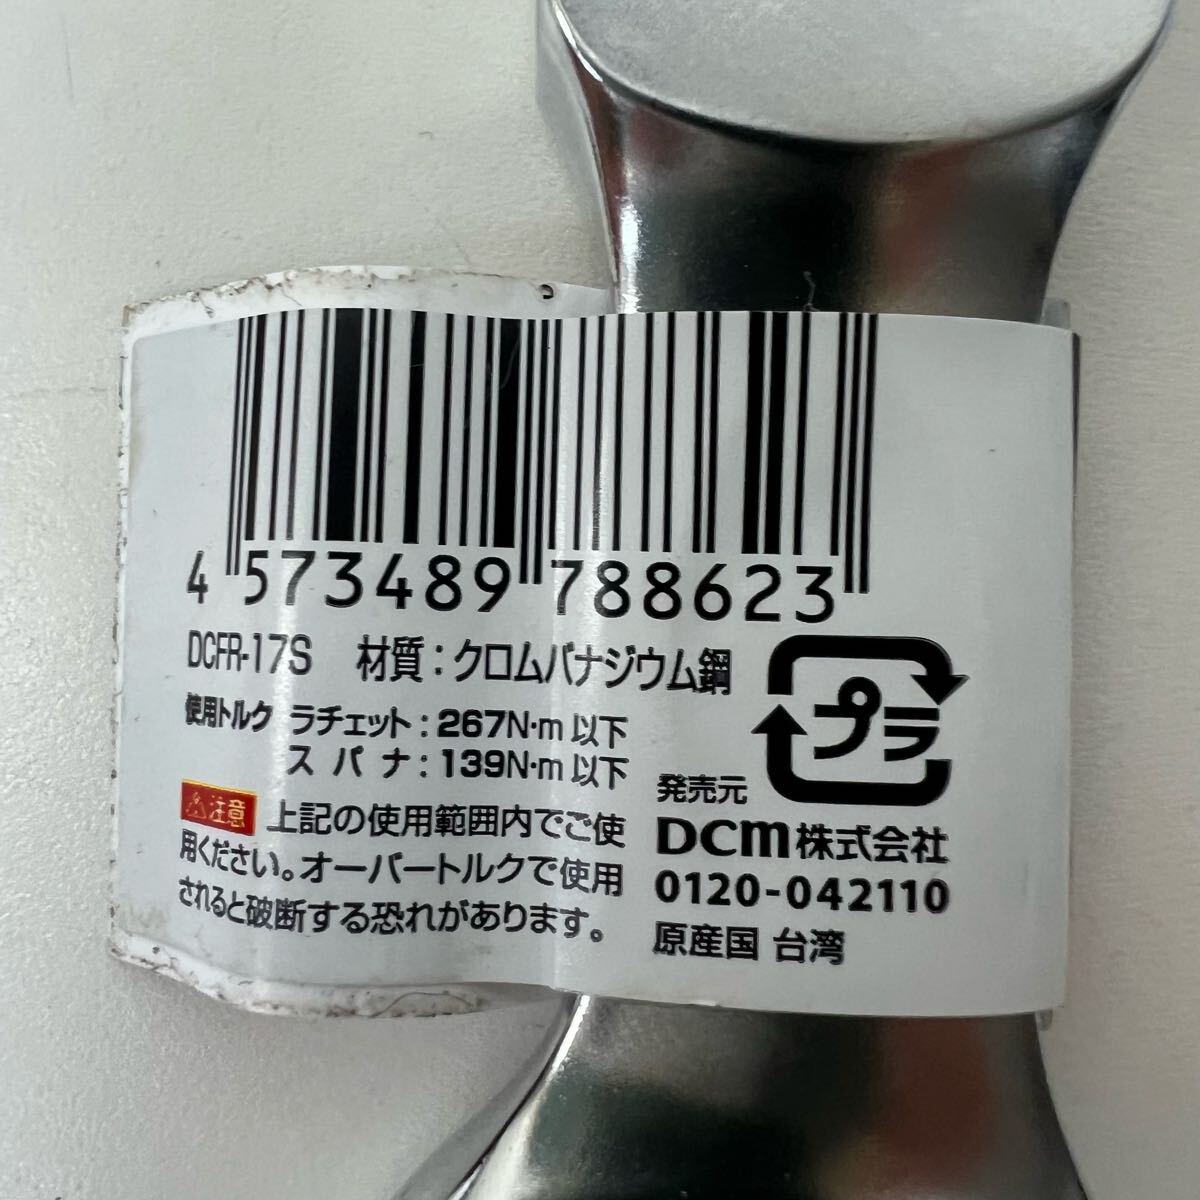 4 573489 788623
DCFR-17S 材質:クロムバナジウム鋼
使用トルク ラチェット:267N·m 以下
スパナ:139N·m 以下
⚠注意 上記の使用範囲内でご使
用ください。オーバートルクで使用
されると破断する恐れがあります。
プラ
発売元
DCM株式会社
0120-042110
原産国 台湾